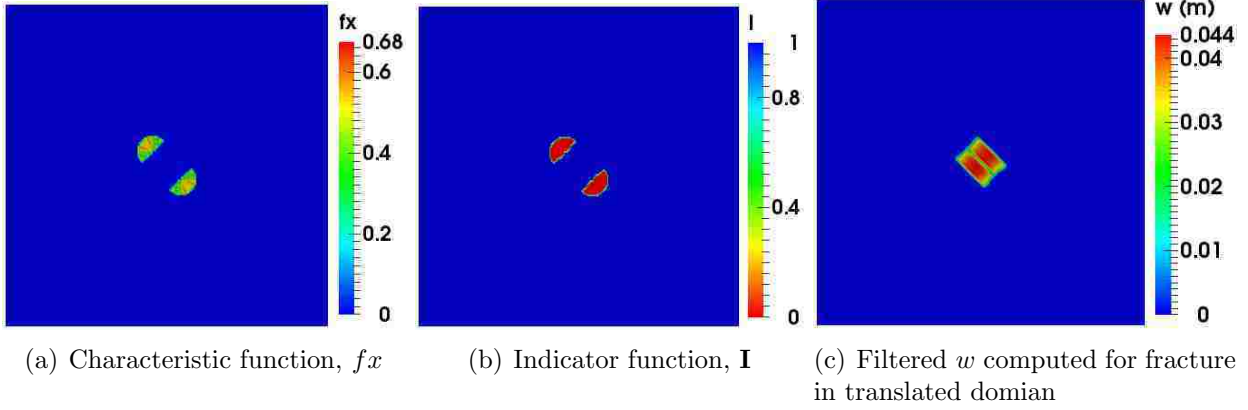 fx
0.68
0.6
0.4
0.2
0
I
1
0.8
0.4
0
w (m)
0.044
0.04
0.03
0.02
0.01
0
(a) Characteristic function, fx
(b) Indicator function, I
(c) Filtered w computed for fracture
in translated domian